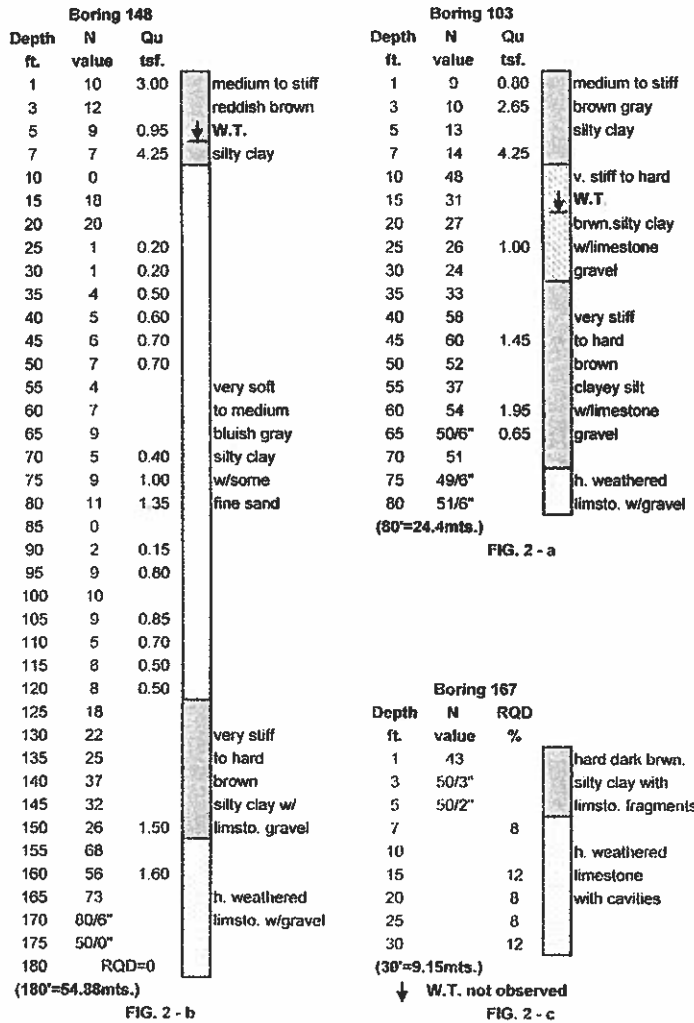 Boring 148
Depth N Qu
ft. value tsf.
1 10 3.00 medium to stiff
3 12 reddish brown
5 9 0.95 W.T.
7 7 4.25 silty clay
10 0
15 18
20 20
25 1 0.20
30 1 0.20
35 4 0.50
40 5 0.60
45 6 0.70
50 7 0.70
55 4 very soft
60 7 to medium
65 9 bluish gray
70 5 0.40 silty clay
75 9 1.00 w/some
80 11 1.35 fine sand
85 0
90 2 0.15
95 9 0.80
100 10
105 9 0.85
110 5 0.70
115 8 0.50
120 8 0.50
125 18
130 22 very stiff
135 25 to hard
140 37 brown
145 32 silty clay w/
150 26 1.50 limsto. gravel
155 68
160 56 1.60
165 73 h. weathered
170 80/6" limsto. w/gravel
175 50/0"
180 RQD=0
(180'=54.88mts.)
FIG. 2 - b
Boring 103
Depth N Qu
ft. value tsf.
1 9 0.80 medium to stiff
3 10 2.65 brown gray
5 13 silty clay
7 14 4.25
10 48 v. stiff to hard
15 31 W.T.
20 27 brwn.silty clay
25 26 1.00 w/limestone
30 24 gravel
35 33
40 58 very stiff
45 60 1.45 to hard
50 52 brown
55 37 clayey silt
60 54 1.95 w/limestone
65 50/6" 0.65 gravel
70 51
75 49/6" h. weathered
80 51/6" limsto. w/gravel
(80'=24.4mts.)
FIG. 2 - a
Boring 167
Depth N RQD
ft. value %
1 43 hard dark brwn.
3 50/3" silty clay with
5 50/2" limsto. fragments
7 8
10 h. weathered
15 12 limestone
20 8 with cavities
25 8
30 12
(30'=9.15mts.)
W.T. not observed
FIG. 2 - c